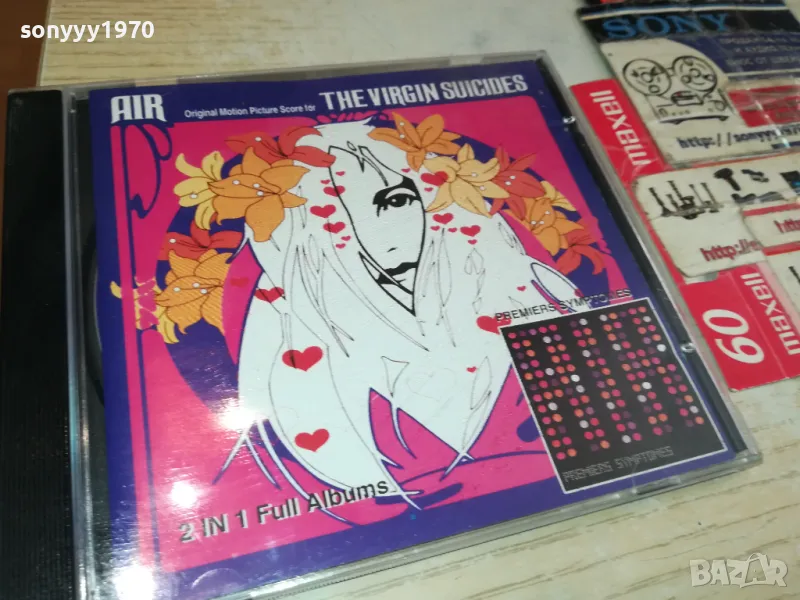 sonyyy1970
AIR
Original Motion Picture Score for THE VIRGIN SUICIDES
PREMIERS SYMPTOMES
PREMIERS SYMPTOMES
2 IN 1 Full Albums
SONY
maxell
http://
http://
60
maxell
BAZAR